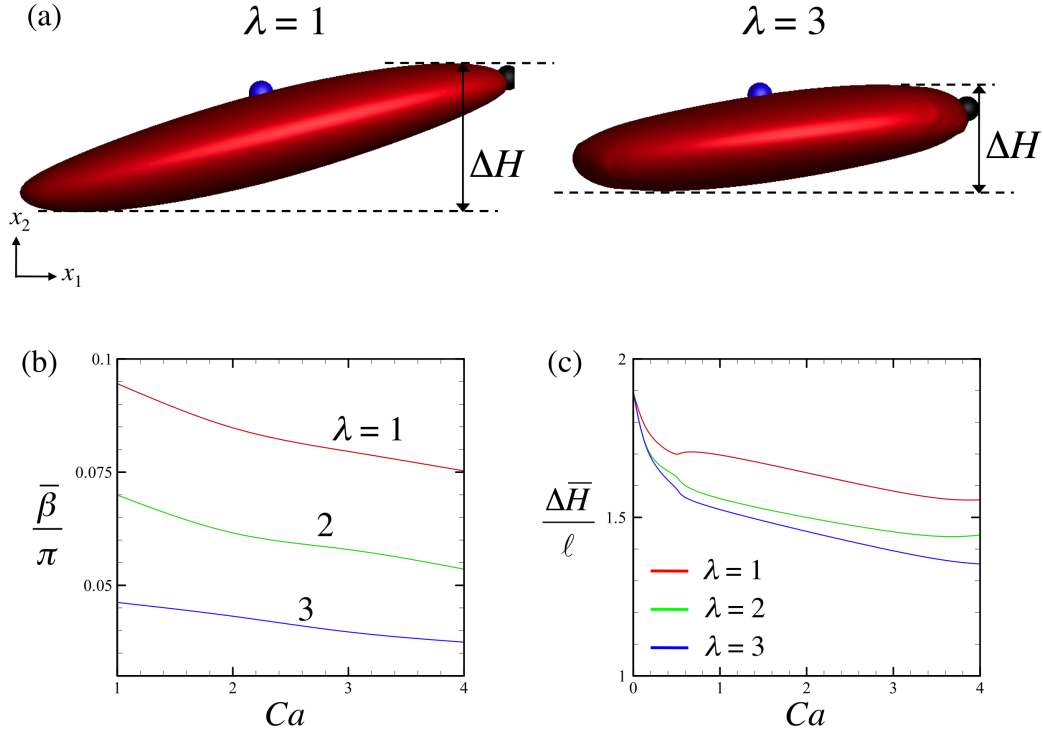 (a)
λ = 1
λ = 3
ΔH
ΔH
x₂
x₁
(b)
(c)
0.1
0.075
0.05
β̅/π
λ = 1
2
3
1 2 3 4
Ca
2
1.5
1
ΔH̅/ℓ
λ = 1
λ = 2
λ = 3
0 1 2 3 4
Ca